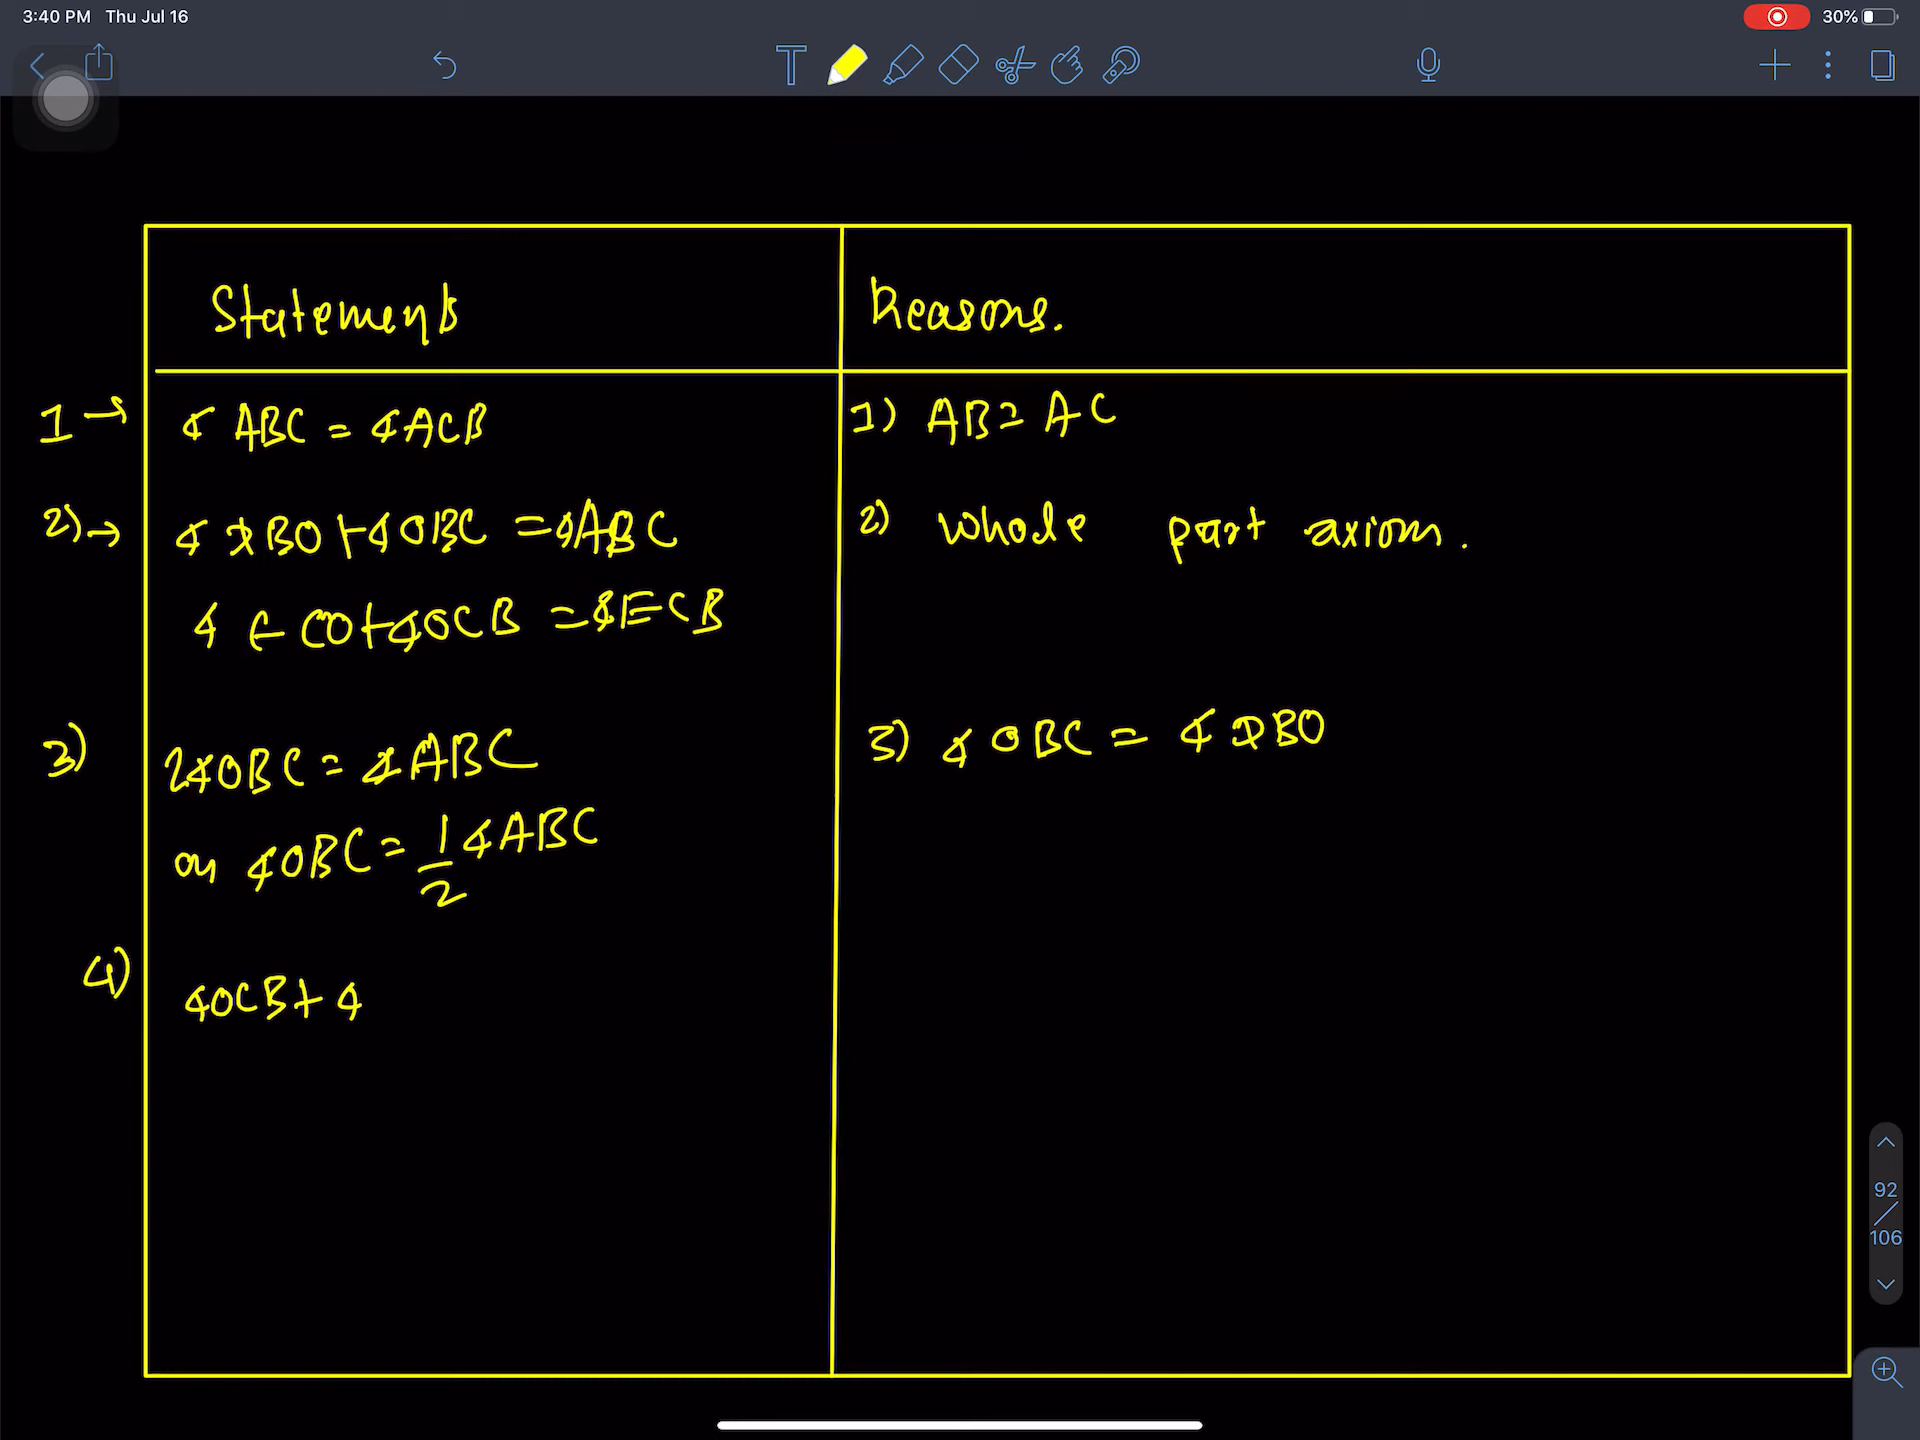 3:40 PM Thu Jul 16
30%
Statements
Reasons.
1 → ∡ ABC = ∡ACB
1) AB = AC
2) → ∡ DBO + ∡OBC = ∡ABC
2) Whole part axiom.
∡ ECO + ∡OCB = ∡ECB
3) 2∡OBC = ∡ABC
3) ∡ OBC = ∡ DBO
or ∡OBC = 1/2 ∡ABC
4) ∡OCB + ∡
92
106